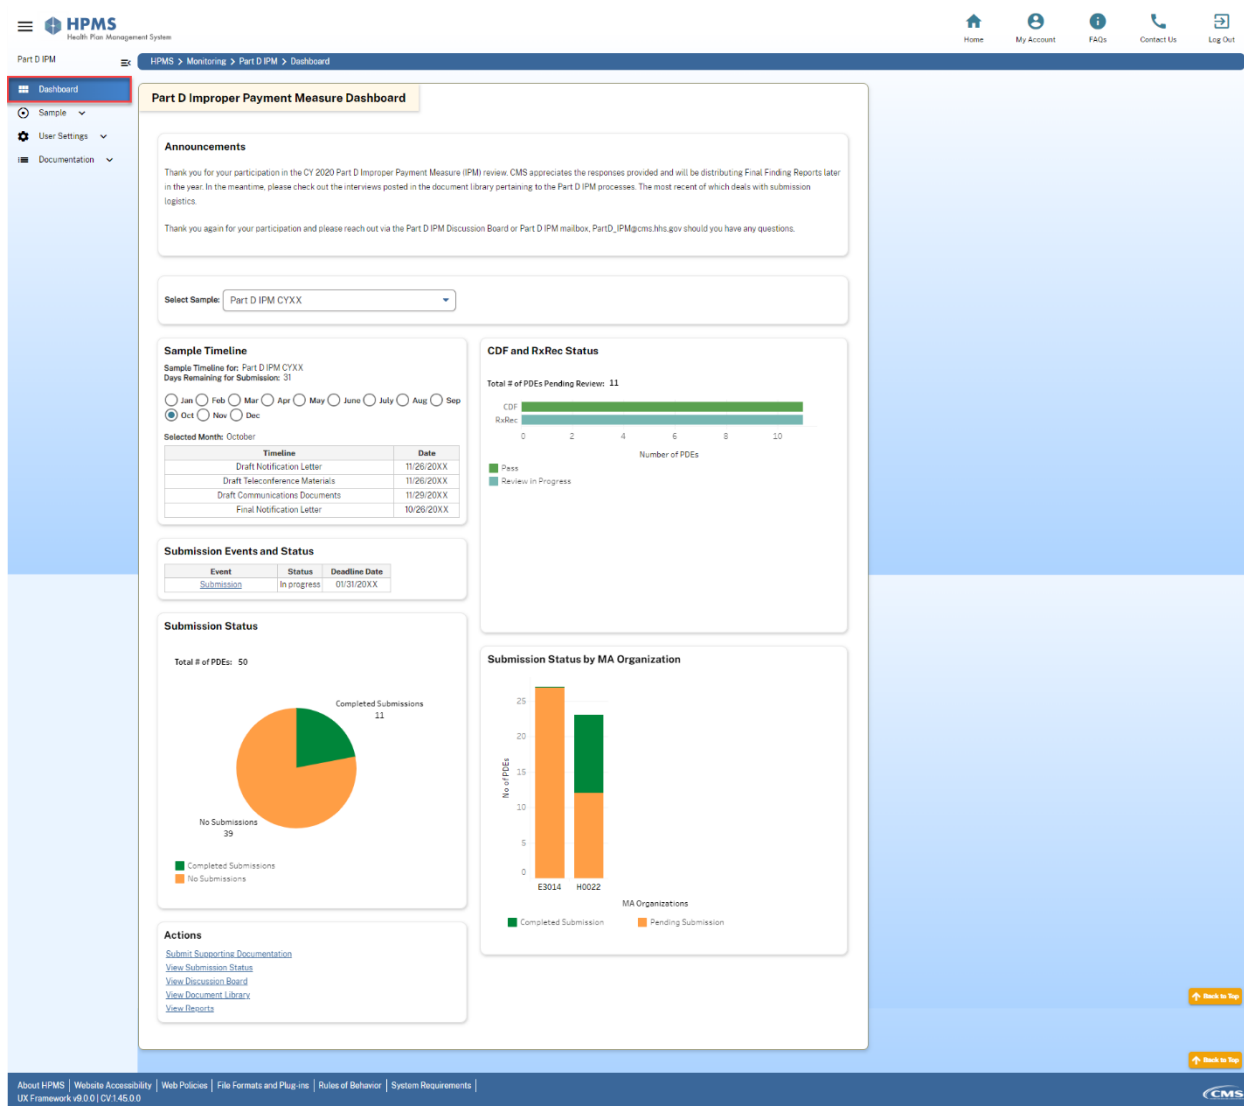 HPMS
Health Plan Management System
Home
My Account
FAQs
Contact Us
Log Out
Part D IPM
HPMS > Monitoring > Part D IPM > Dashboard
Dashboard
Sample
User Settings
Documentation
Part D Improper Payment Measure Dashboard
Announcements
Thank you for your participation in the CY 2020 Part D Improper Payment Measure (IPM) review. CMS appreciates the responses provided and will be distributing Final Finding Reports later
in the year. In the meantime, please check out the interviews posted in the document library pertaining to the Part D IPM processes. The most recent of which deals with submission
logistics.
Thank you again for your participation and please reach out via the Part D IPM Discussion Board or Part D IPM mailbox, PartD_IPM@cms.hhs.gov should you have any questions.
Select Sample: Part D IPM CYXX
Sample Timeline
Sample Timeline for: Part D IPM CYXX
Days Remaining for Submission: 31
Jan Feb Mar Apr May June July Aug Sep
Oct Nov Dec
Selected Month: October
Timeline Date
Draft Notification Letter 11/26/20XX
Draft Teleconference Materials 11/26/20XX
Draft Communications Documents 11/29/20XX
Final Notification Letter 10/26/20XX
Submission Events and Status
Event Status Deadline Date
Submission In progress 01/31/20XX
Submission Status
Total # of PDEs: 50
Completed Submissions
11
No Submissions
39
Completed Submissions
No Submissions
Actions
Submit Supporting Documentation
View Submission Status
View Discussion Board
View Document Library
View Reports
CDF and RxRec Status
Total # of PDEs Pending Review: 11
CDF
RxRec
0 2 4 6 8 10
Number of PDEs
Pass
Review in Progress
Submission Status by MA Organization
25
20
15
10
5
0
No of PDEs
E3014 H0022
MA Organizations
Completed Submission Pending Submission
Back to Top
Back to Top
About HPMS | Website Accessibility | Web Policies | File Formats and Plug-ins | Rules of Behavior | System Requirements |
UX Framework v9.0.0 | CV:1.45.0.0
CMS